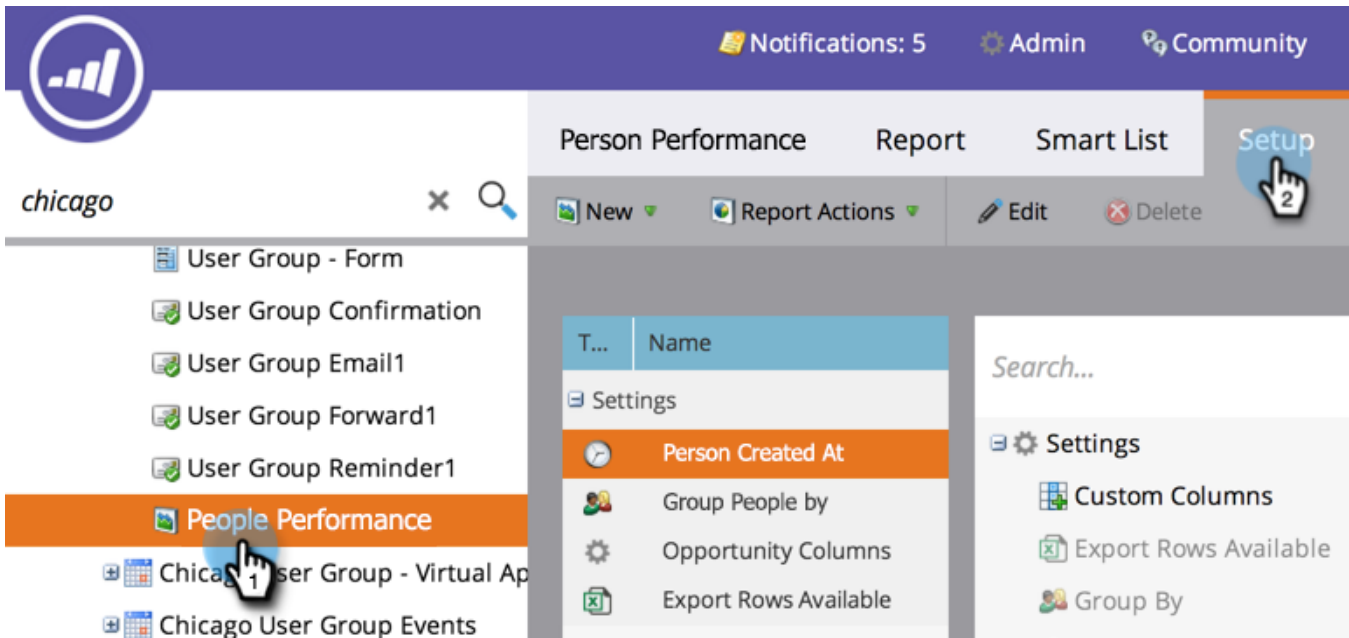 Notifications: 5 Admin Community
Person Performance Report Smart List Setup
chicago
New Report Actions Edit Delete
2
User Group - Form
User Group Confirmation
User Group Email1
User Group Forward1
User Group Reminder1
People Performance
1
Chicago User Group - Virtual Ap
Chicago User Group Events
T... Name
Settings
Person Created At
Group People by
Opportunity Columns
Export Rows Available
Search...
Settings
Custom Columns
Export Rows Available
Group By